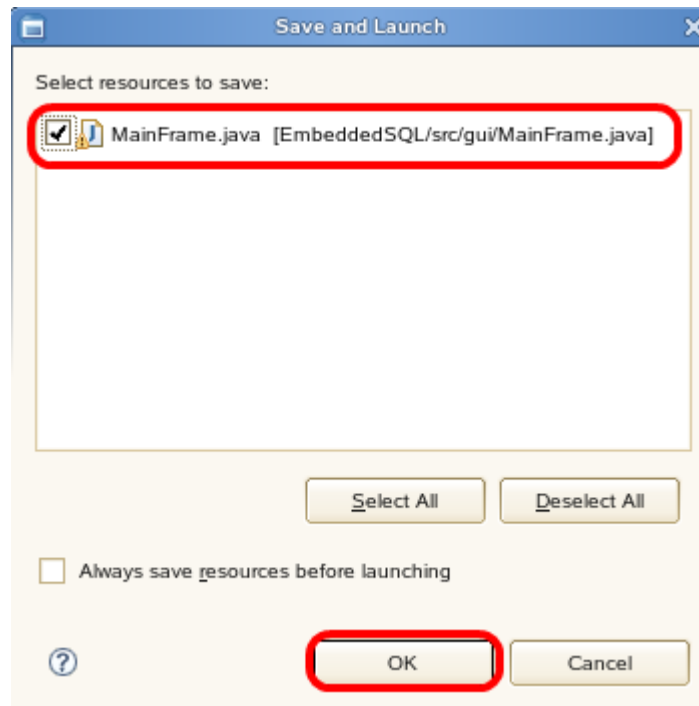 Save and Launch
Select resources to save:
MainFrame.java [EmbeddedSQL/src/gui/MainFrame.java]
Select All Deselect All
Always save resources before launching
OK Cancel